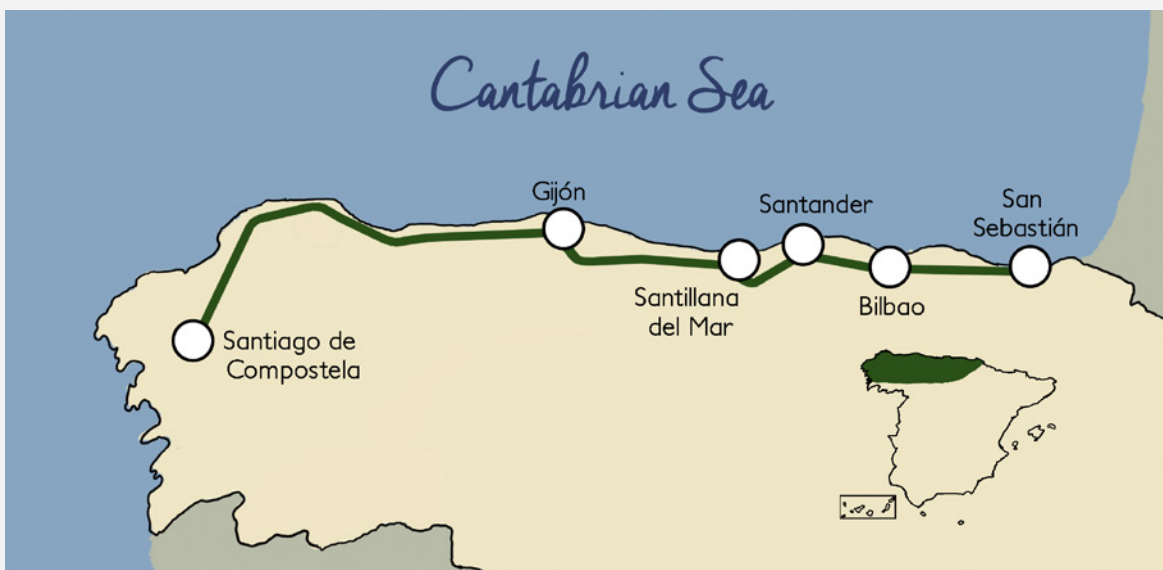 Cantabrian Sea
Gijón
Santander
San
Sebastián
Santillana
del Mar
Bilbao
Santiago de
Compostela